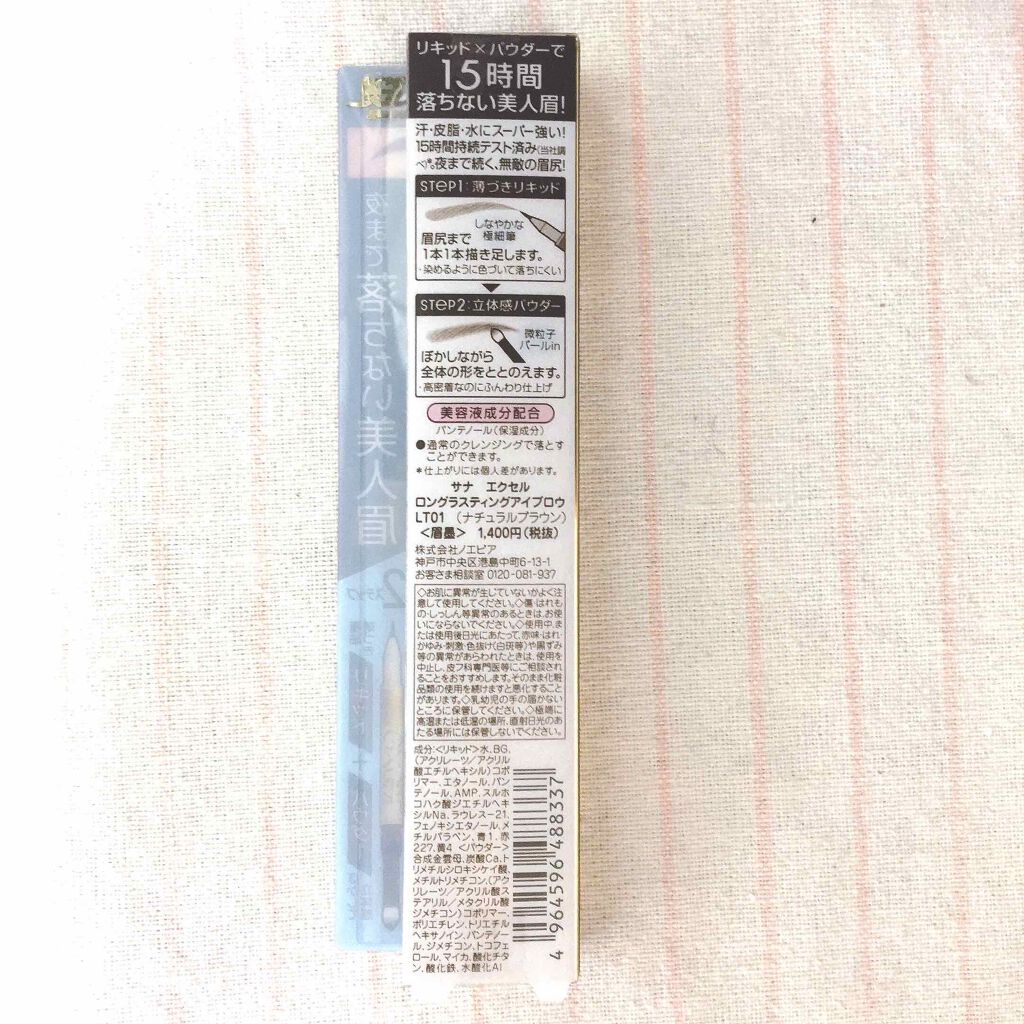 リキッド×パウダーで
15時間
落ちない美人眉!
汗・皮脂・水にスーパー強い!
15時間持続テスト済み(当社調
べ)*。夜まで続く、無敵の眉尻!
STEP1:薄づきリキッド
しなやかな
極細筆
眉尻まで
1本1本描き足します。
・染めるように色づいて落ちにくい
STEP2:立体感パウダー
微粒子
パールin
ぼかしながら
全体の形をととのえます。
・高密着なのにふんわり仕上げ
美容液成分配合
パンテノール(保湿成分)
●通常のクレンジングで落とす
ことができます。
*仕上がりには個人差があります。
サナ エクセル
ロングラスティングアイブロウ
LT01 (ナチュラルブラウン)
<眉墨> 1,400円(税抜)
株式会社ノエビア
神戸市中央区港島中町6-13-1
お客さま相談室 0120-081-937
◇お肌に異常が生じていないかよく注
意して使用してください。◇傷・はれも
の・しっしん等異常のあるときは、お使
いにならないでください。◇使用中、ま
たは使用後日光にあたって、赤味・はれ・
かゆみ・刺激・色抜け(白斑等)や黒ずみ
等の異常があらわれたときは、使用を
中止し、皮フ科専門医等にご相談され
ることをおすすめします。そのまま化粧
品類の使用を続けますと悪化すること
があります。◇乳幼児の手の届かない
ところに保管してください。◇極端に
高温または低温の場所、直射日光のあ
たる場所には保管しないでください。
成分:<リキッド>水、BG、
(アクリレーツ/アクリル
酸エチルヘキシル)コポ
リマー、エタノール、パン
テノール、AMP、スルホ
コハク酸ジエチルヘキ
シルNa、ラウレス-21、
フェノキシエタノール、メ
チルパラベン、青1、赤
227、黄4 <パウダー>
合成金雲母、炭酸Ca、ト
リメチルシロキシケイ酸、
メチルトリメチコン、(アク
リレーツ/アクリル酸ス
テアリル/メタクリル酸
ジメチコン)コポリマー、
ポリエチレン、トリエチル
ヘキサノイン、パンテノー
ル、ジメチコン、トコフェ
ロール、マイカ、酸化チタ
ン、酸化鉄、水酸化Al
4964596488337
夜まで
落ちない美人眉
2
ステップ
リキッド
+
パウダー